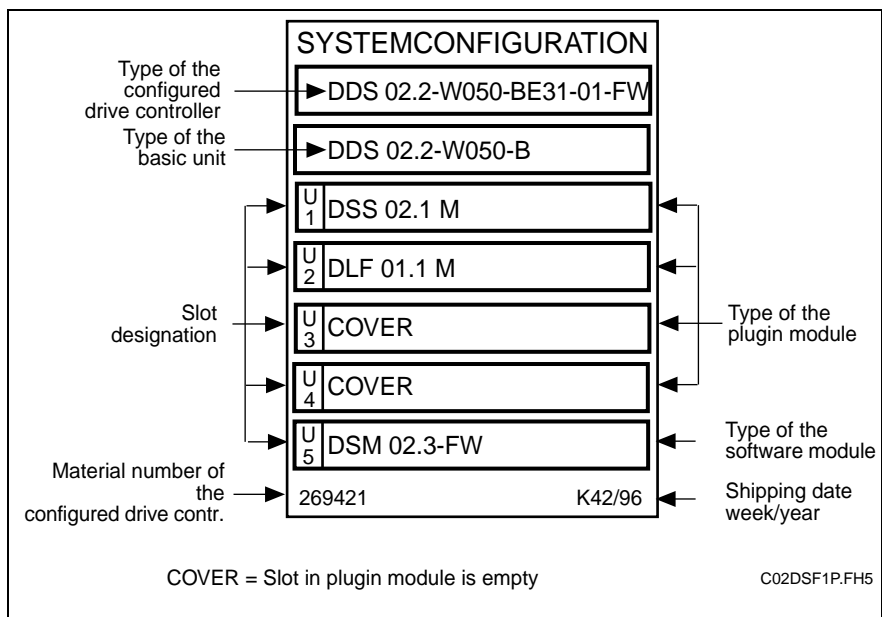 SYSTEMCONFIGURATION
Type of the
configured
drive controller
DDS 02.2-W050-BE31-01-FW
Type of the
basic unit
DDS 02.2-W050-B
U
1
DSS 02.1 M
U
2
DLF 01.1 M
Slot
designation
U
3
COVER
Type of the
plugin module
U
4
COVER
U
5
DSM 02.3-FW
Type of the
software module
Material number of
the
configured drive contr.
269421
K42/96
Shipping date
week/year
COVER = Slot in plugin module is empty
C02DSF1P.FH5